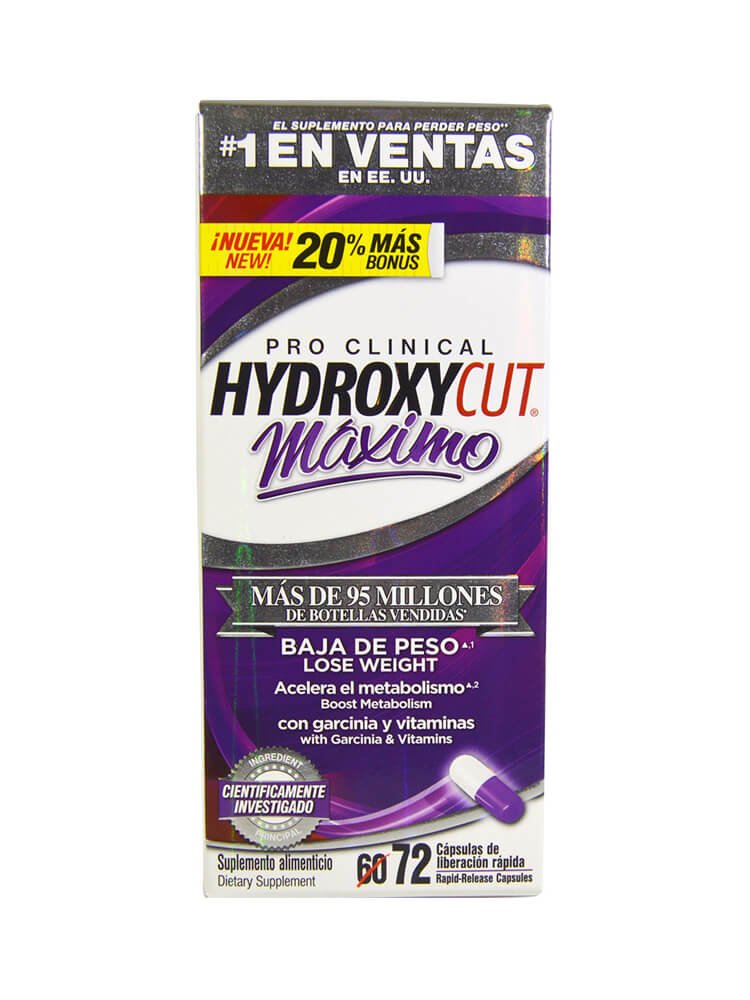 EL SUPLEMENTO PARA PERDER PESO**
#1 EN VENTAS
EN EE. UU.
¡NUEVA! 20% MÁS
NEW! BONUS
PRO CLINICAL
HYDROXYCUT®
Máximo
MÁS DE 95 MILLONES
DE BOTELLAS VENDIDAS*
BAJA DE PESO▲,1
LOSE WEIGHT
Acelera el metabolismo▲,2
Boost Metabolism
con garcinia y vitaminas
with Garcinia & Vitamins
INGREDIENT
CIENTIFICAMENTE
INVESTIGADO
PRINCIPAL
Suplemento alimenticio
Dietary Supplement
60 72 Cápsulas de
liberación rápida
Rapid-Release Capsules